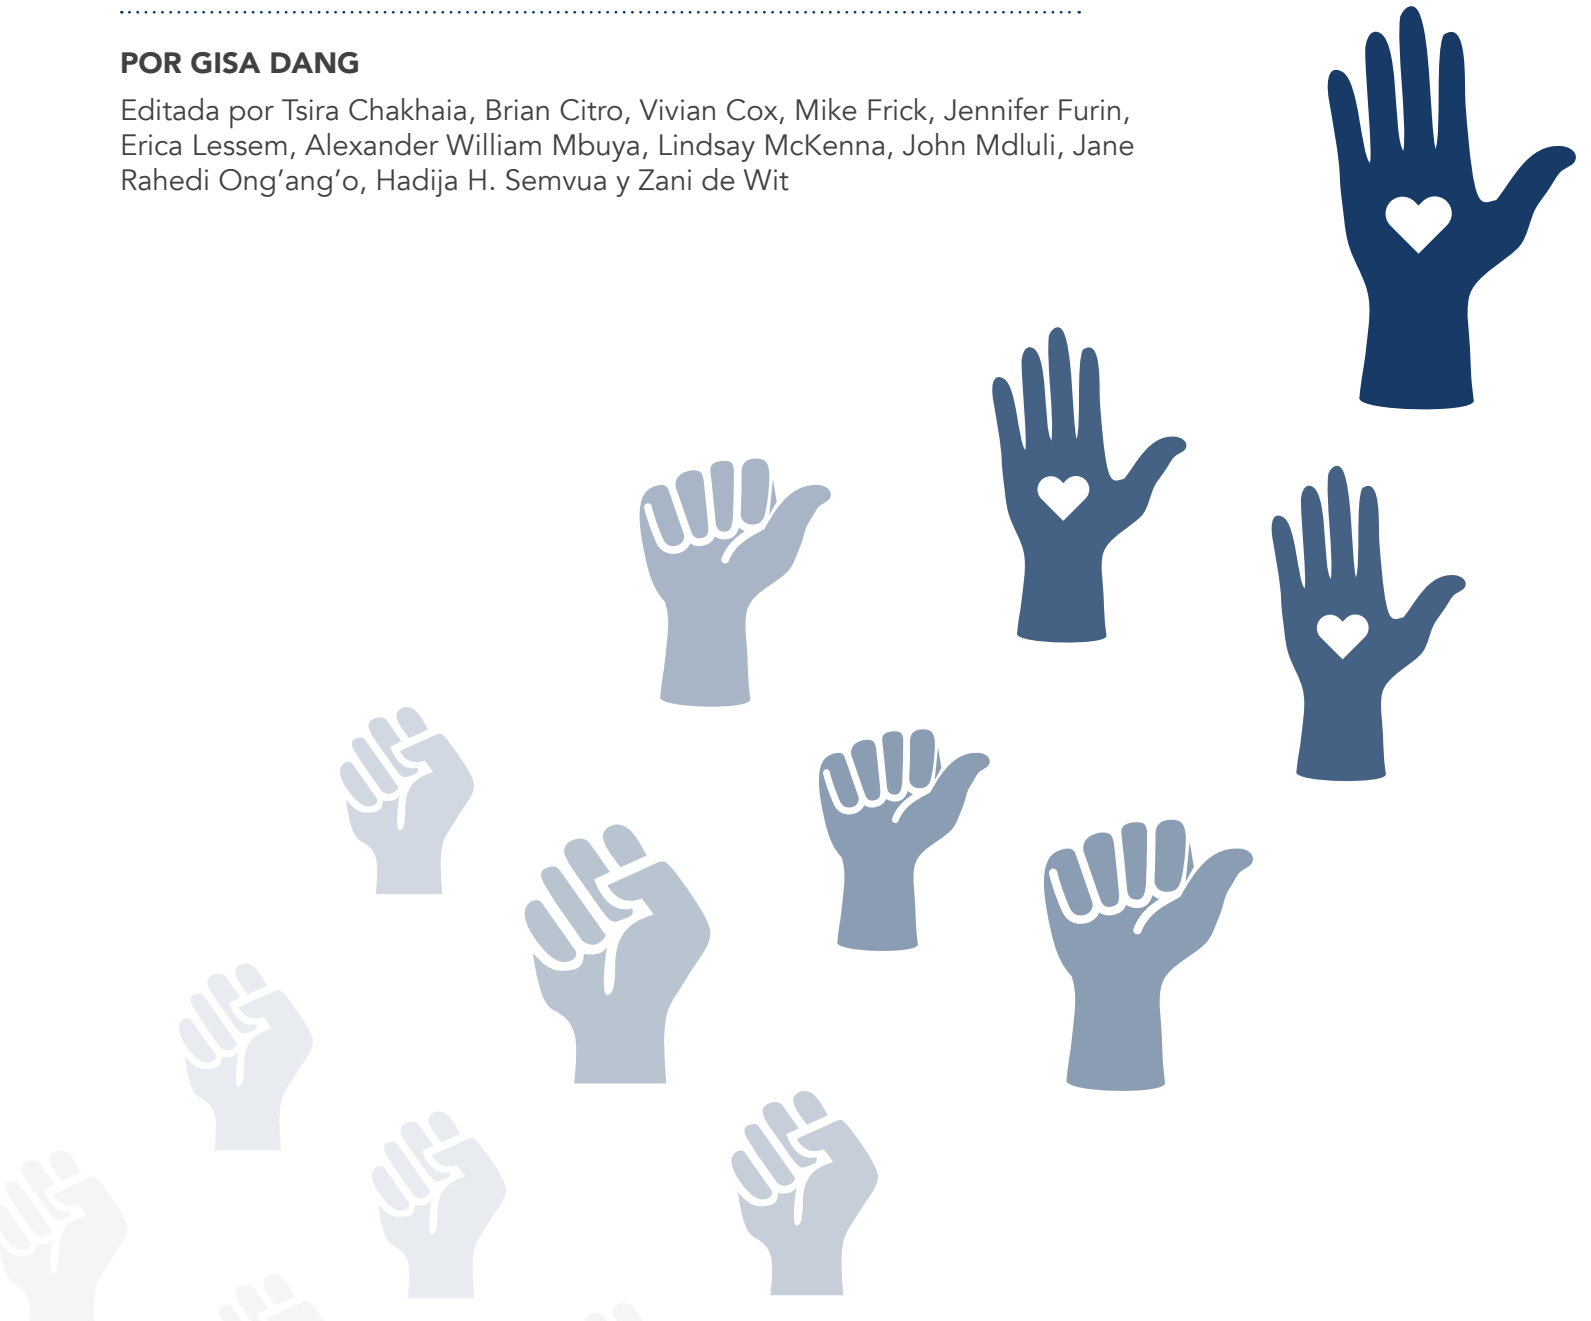 POR GISA DANG
Editada por Tsira Chakhaia, Brian Citro, Vivian Cox, Mike Frick, Jennifer Furin,
Erica Lessem, Alexander William Mbuya, Lindsay McKenna, John Mdluli, Jane
Rahedi Ong’ang’o, Hadija H. Semvua y Zani de Wit